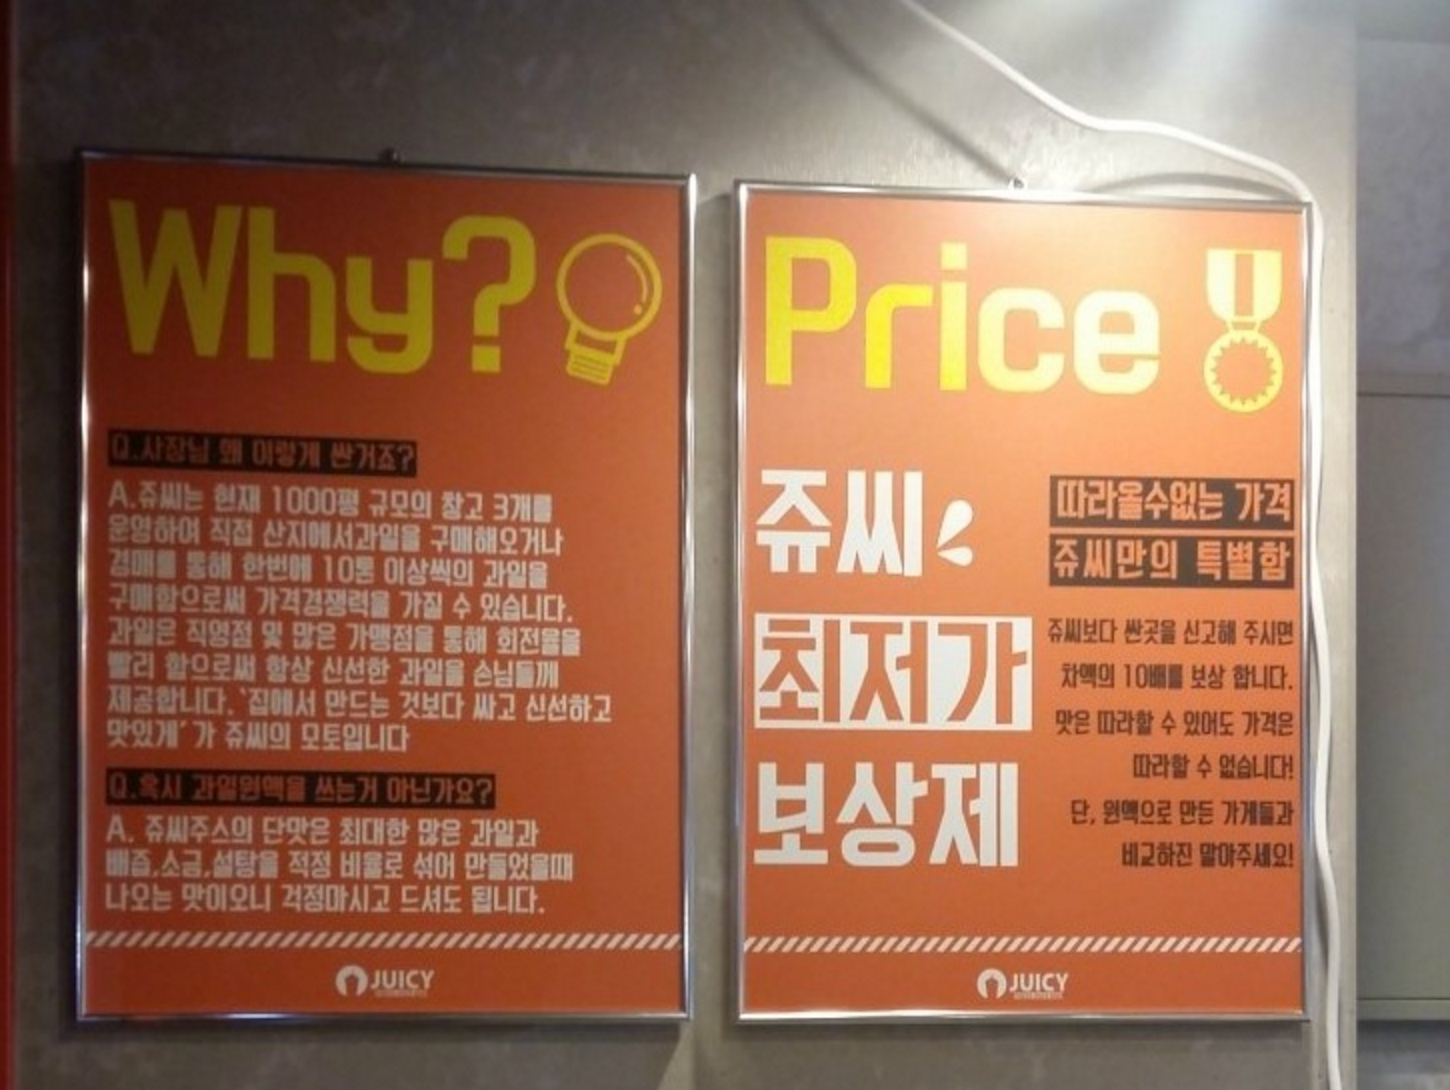 Why?
Q.사장님 왜 이렇게 싼거죠?
A.쥬씨는 현재 1000평 규모의 창고 3개를
운영하여 직접 산지에서과일을 구매해오거나
경매를 통해 한번에 10톤 이상씩의 과일을
구매함으로써 가격경쟁력을 가질 수 있습니다.
과일은 직영점 및 많은 가맹점을 통해 회전율을
빨리 함으로써 항상 신선한 과일을 손님들께
제공합니다. '집에서 만드는 것보다 싸고 신선하고
맛있게' 가 쥬씨의 모토입니다
Q.혹시 과일원액을 쓰는거 아닌가요?
A. 쥬씨주스의 단맛은 최대한 많은 과일과
배즙,소금,설탕을 적정 비율로 섞어 만들었을때
나오는 맛이오니 걱정마시고 드셔도 됩니다.
JUICY
Price
쥬씨
최저가
보상제
따라올수없는 가격
쥬씨만의 특별함
쥬씨보다 싼곳을 신고해 주시면
차액의 10배를 보상 합니다.
맛은 따라할 수 있어도 가격은
따라할 수 없습니다!
단, 원액으로 만든 가게들과
비교하진 말아주세요!
JUICY